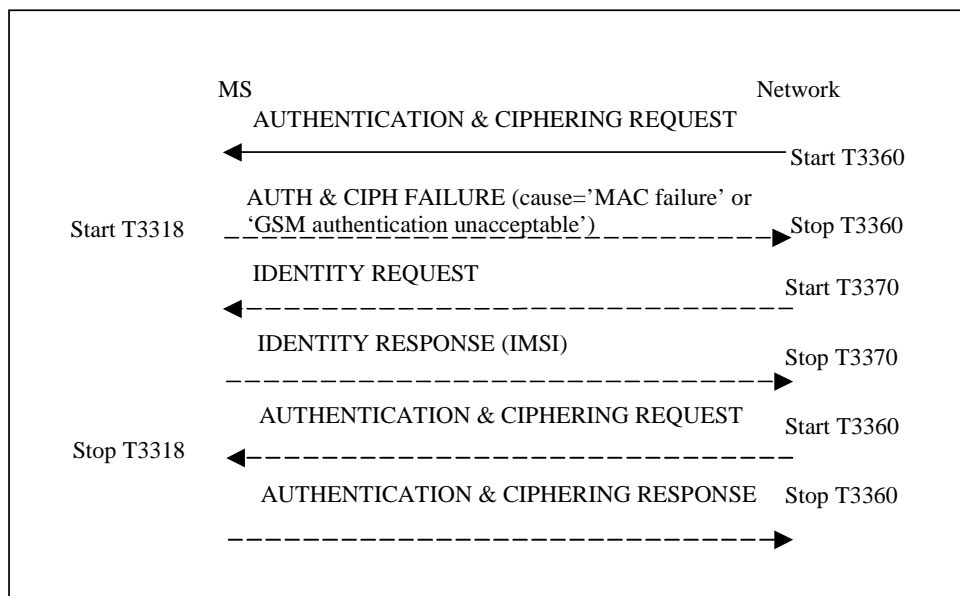 MS Network
AUTHENTICATION & CIPHERING REQUEST
Start T3360
AUTH & CIPH FAILURE (cause=’MAC failure’ or
‘GSM authentication unacceptable’)
Start T3318
Stop T3360
IDENTITY REQUEST
Start T3370
IDENTITY RESPONSE (IMSI)
Stop T3370
AUTHENTICATION & CIPHERING REQUEST
Start T3360
Stop T3318
AUTHENTICATION & CIPHERING RESPONSE
Stop T3360